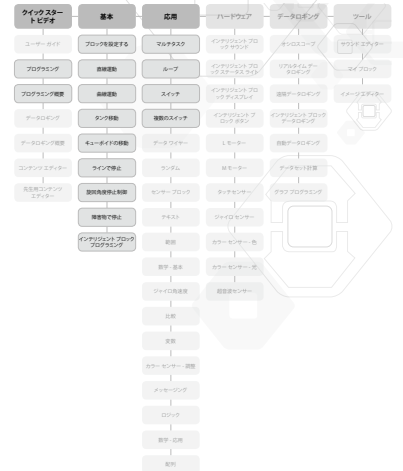 クイック スター
ト ビデオ
ユーザー ガイド
プログラミング
プログラミング概要
データロギング
データロギング概要
コンテンツ エディター
先生用コンテンツ
エディター
基本
ブロックを設定する
直線運動
曲線運動
タンク移動
キューボイドの移動
ラインで停止
旋回角度停止制御
障害物で停止
インテリジェント ブロック
プログラミング
応用
マルチタスク
ループ
スイッチ
複数のスイッチ
データ ワイヤー
ランダム
センサー ブロック
テキスト
範囲
数学 - 基本
ジャイロ角速度
比較
変数
カラー センサー - 調整
メッセージング
ロジック
数学 - 応用
配列
ハードウェア
インテリジェント ブロ
ック サウンド
インテリジェント ブロ
ック ステータス ライト
インテリジェント ブロ
ック ディスプレイ
インテリジェント ブ
ロック ボタン
L モーター
M モーター
タッチ センサー
ジャイロ センサー
カラー センサー - 色
カラー センサー - 光
超音波センサー
データロギング
オシロスコープ
リアルタイム デー
タロギング
遠隔データロギング
インテリジェント ブロック
データロギング
自動データロギング
データセット計算
グラフ プログラミング
ツール
サウンド エディター
マイ ブロック
イメージ エディター